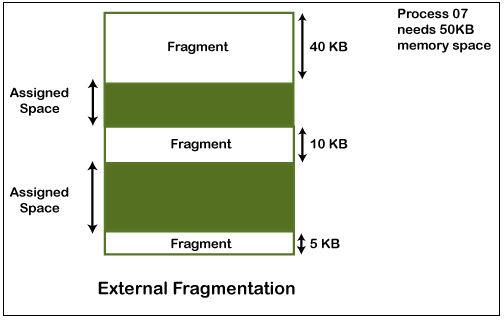 Process 07
needs 50KB
memory space
Fragment
40 KB
Assigned
Space
Fragment
10 KB
Assigned
Space
Fragment
5 KB
External Fragmentation